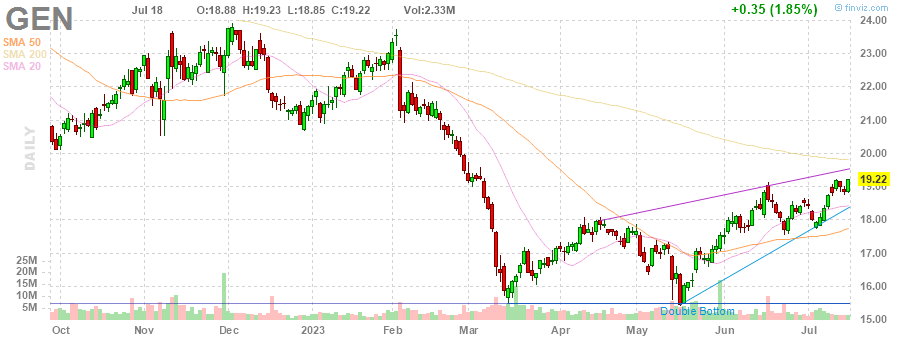 GEN Jul 18 O:18.88 H:19.23 L:18.85 C:19.22 Vol:2.33M +0.35 (1.85%) @ finviz.com
SMA 50
SMA 200
SMA 20
DAILY
24.00
23.00
22.00
21.00
20.00
19.22
19.00
18.00
17.00
16.00
15.00
25M
20M
15M
10M
5M
Double Bottom
Oct Nov Dec 2023 Feb Mar Apr May Jun Jul